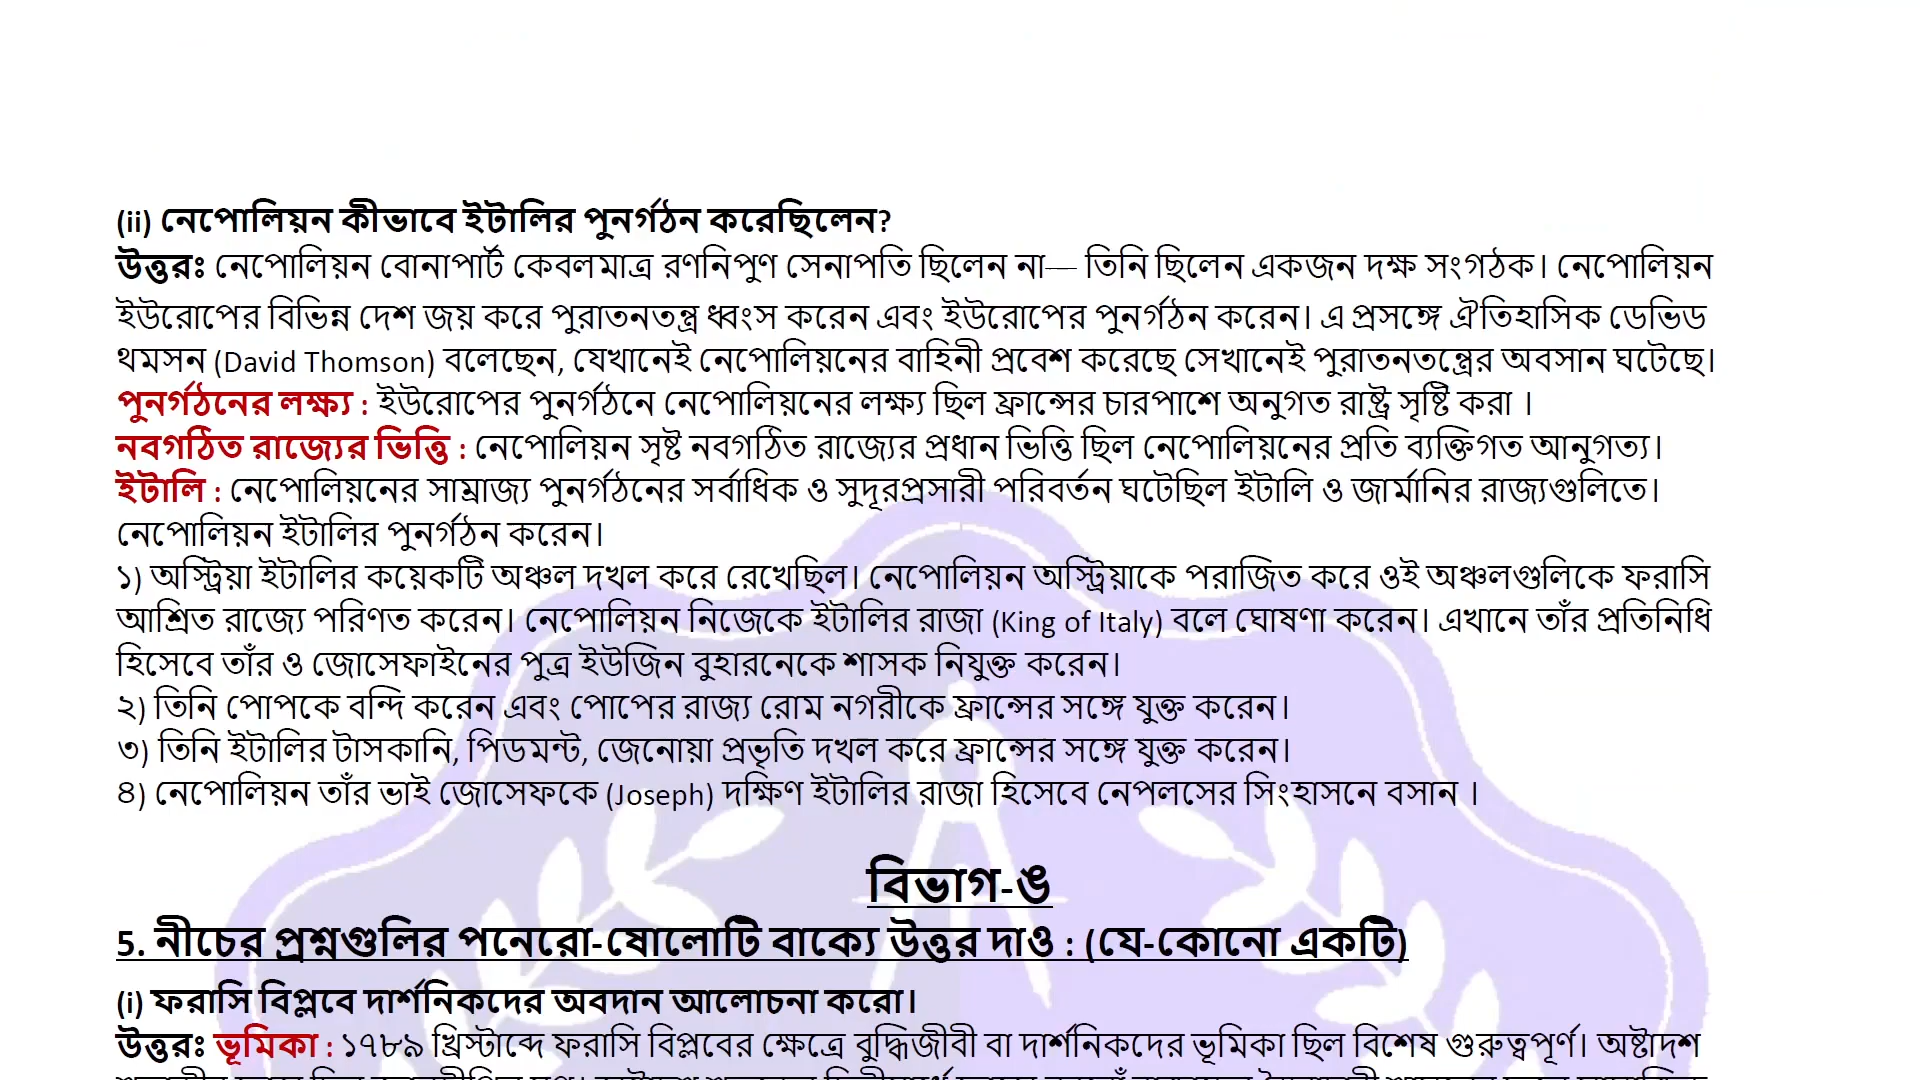 (ii) নেপোলিয়ন কীভাবে ইটালির পুনর্গঠন করেছিলেন?
উত্তরঃ নেপোলিয়ন বোনাপার্ট কেবলমাত্র রণনিপুণ সেনাপতি ছিলেন না— তিনি ছিলেন একজন দক্ষ সংগঠক। নেপোলিয়ন
ইউরোপের বিভিন্ন দেশ জয় করে পুরাতনতন্ত্র ধ্বংস করেন এবং ইউরোপের পুনর্গঠন করেন। এ প্রসঙ্গে ঐতিহাসিক ডেভিড
থমসন (David Thomson) বলেছেন, যেখানেই নেপোলিয়নের বাহিনী প্রবেশ করেছে সেখানেই পুরাতনতন্ত্রের অবসান ঘটেছে।
পুনর্গঠনের লক্ষ্য : ইউরোপের পুনর্গঠনে নেপোলিয়নের লক্ষ্য ছিল ফ্রান্সের চারপাশে অনুগত রাষ্ট্র সৃষ্টি করা ।
নবগঠিত রাজ্যের ভিত্তি : নেপোলিয়ন সৃষ্ট নবগঠিত রাজ্যের প্রধান ভিত্তি ছিল নেপোলিয়নের প্রতি ব্যক্তিগত আনুগত্য।
ইটালি : নেপোলিয়নের সাম্রাজ্য পুনর্গঠনের সর্বাধিক ও সুদূরপ্রসারী পরিবর্তন ঘটেছিল ইটালি ও জার্মানির রাজ্যগুলিতে।
নেপোলিয়ন ইটালির পুনর্গঠন করেন।
১) অস্ট্রিয়া ইটালির কয়েকটি অঞ্চল দখল করে রেখেছিল। নেপোলিয়ন অস্ট্রিয়াকে পরাজিত করে ওই অঞ্চলগুলিকে ফরাসি
আশ্রিত রাজ্যে পরিণত করেন। নেপোলিয়ন নিজেকে ইটালির রাজা (King of Italy) বলে ঘোষণা করেন। এখানে তাঁর প্রতিনিধি
হিসেবে তাঁর ও জোসেফাইনের পুত্র ইউজিন বুহারনেকে শাসক নিযুক্ত করেন।
২) তিনি পোপকে বন্দি করেন এবং পোপের রাজ্য রোম নগরীকে ফ্রান্সের সঙ্গে যুক্ত করেন।
৩) তিনি ইটালির টাসকানি, পিডমন্ট, জেনোয়া প্রভৃতি দখল করে ফ্রান্সের সঙ্গে যুক্ত করেন।
৪) নেপোলিয়ন তাঁর ভাই জোসেফকে (Joseph) দক্ষিণ ইটালির রাজা হিসেবে নেপলসের সিংহাসনে বসান ।
বিভাগ-ঙ
5. নীচের প্রশ্নগুলির পনেরো-ষোলোটি বাক্যে উত্তর দাও : (যে-কোনো একটি)
(i) ফরাসি বিপ্লবে দার্শনিকদের অবদান আলোচনা করো।
উত্তরঃ ভূমিকা : ১৭৮৯ খ্রিস্টাব্দে ফরাসি বিপ্লবের ক্ষেত্রে বুদ্ধিজীবী বা দার্শনিকদের ভূমিকা ছিল বিশেষ গুরুত্বপূর্ণ। অষ্টাদশ